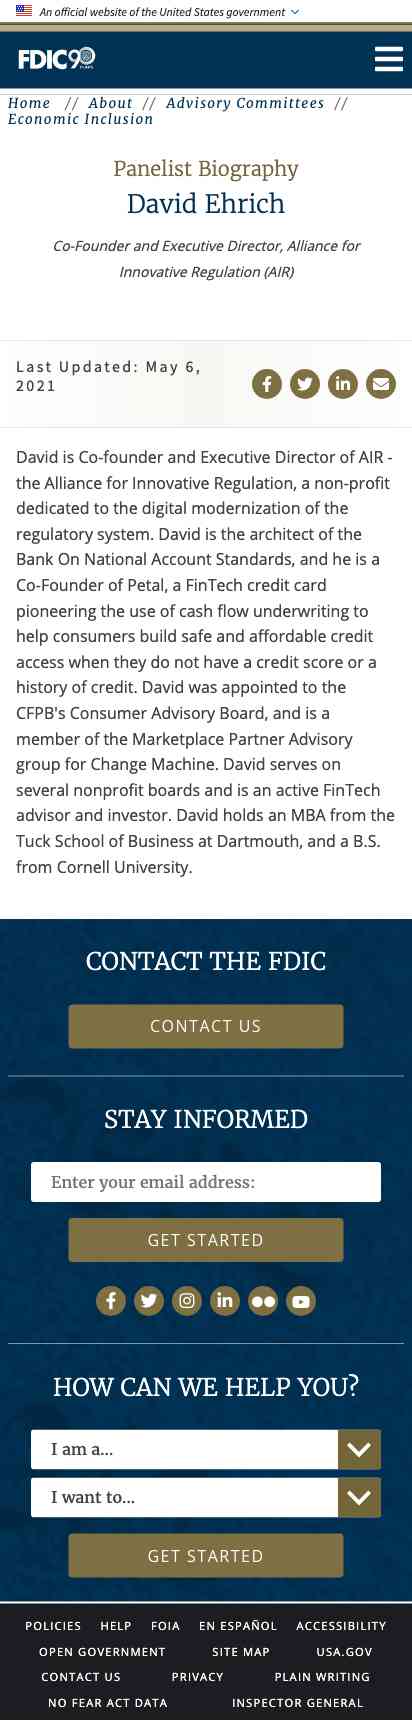 An official website of the United States government
FDIC 90 YEARS
Home // About // Advisory Committees //
Economic Inclusion
Panelist Biography
David Ehrich
Co-Founder and Executive Director, Alliance for
Innovative Regulation (AIR)
Last Updated: May 6,
2021
David is Co-founder and Executive Director of AIR -
the Alliance for Innovative Regulation, a non-profit
dedicated to the digital modernization of the
regulatory system. David is the architect of the
Bank On National Account Standards, and he is a
Co-Founder of Petal, a FinTech credit card
pioneering the use of cash flow underwriting to
help consumers build safe and affordable credit
access when they do not have a credit score or a
history of credit. David was appointed to the
CFPB's Consumer Advisory Board, and is a
member of the Marketplace Partner Advisory
group for Change Machine. David serves on
several nonprofit boards and is an active FinTech
advisor and investor. David holds an MBA from the
Tuck School of Business at Dartmouth, and a B.S.
from Cornell University.
CONTACT THE FDIC
CONTACT US
STAY INFORMED
Enter your email address:
GET STARTED
HOW CAN WE HELP YOU?
I am a...
I want to...
GET STARTED
POLICIES HELP FOIA EN ESPAÑOL ACCESSIBILITY
OPEN GOVERNMENT SITE MAP USA.GOV
CONTACT US PRIVACY PLAIN WRITING
NO FEAR ACT DATA INSPECTOR GENERAL